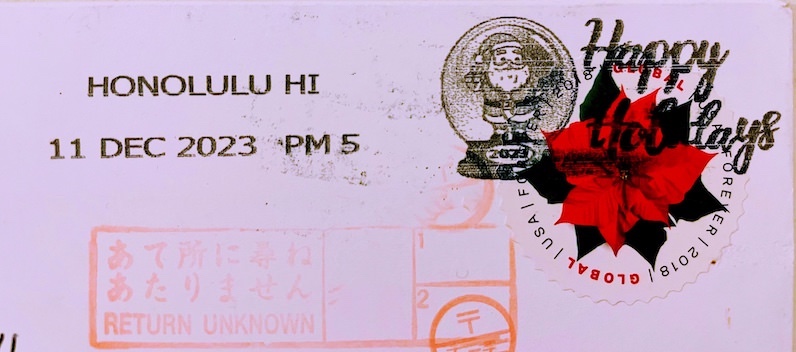 HONOLULU HI
11 DEC 2023 PM 5
Happy
Holidays
GLOBAL
FOREVER | 2018 | GLOBAL | USA | FOREVER | 2018
あて所に尋ね
あたりません
RETURN UNKNOWN
1
2
〒